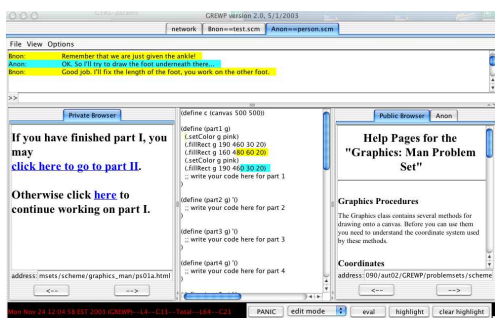 GREWP version 2.0, 5/1/2003
network Bnon==test.scm Anon==person.scm
File View Options
Bnon: Remember that we are just given the ankle!
Anon: OK. So I'll try to draw the foot underneath there...
Bnon: Good job. I'll fix the length of the foot, you work on the other foot.
>>
Private Browser
If you have finished part I, you
may
click here to go to part II.
Otherwise click here to
continue working on part I.
address: msets/scheme/graphics_man/ps01a.html
<-- -->
(define c (canvas 500 500))
(define (part1 g)
(.setColor g pink)
(.fillRect g 190 460 30 20)
(.fillRect g 160 480 60 20)
(.setColor g pink)
(.fillRect g 190 460 30 20)
;; write your code here for part 1
)
(define (part2 g) '()
;; write your code here for part 2
)
(define (part3 g) '()
;; write your code here for part 3
)
(define (part4 g) '()
;; write your code here for part 4
)
Public Browser Anon
Help Pages for the
"Graphics: Man Problem
Set"
Graphics Procedures
The Graphics class contains several methods for
drawing onto a canvas. Before you can use them
you need to understand the coordinate system used
by these methods.
Coordinates
address: 090/aut02/GREWP/problemsets/scheme
<-- -->
Mon Nov 24 12:04:58 EST 2003
PANIC edit mode eval highlight clear highlight